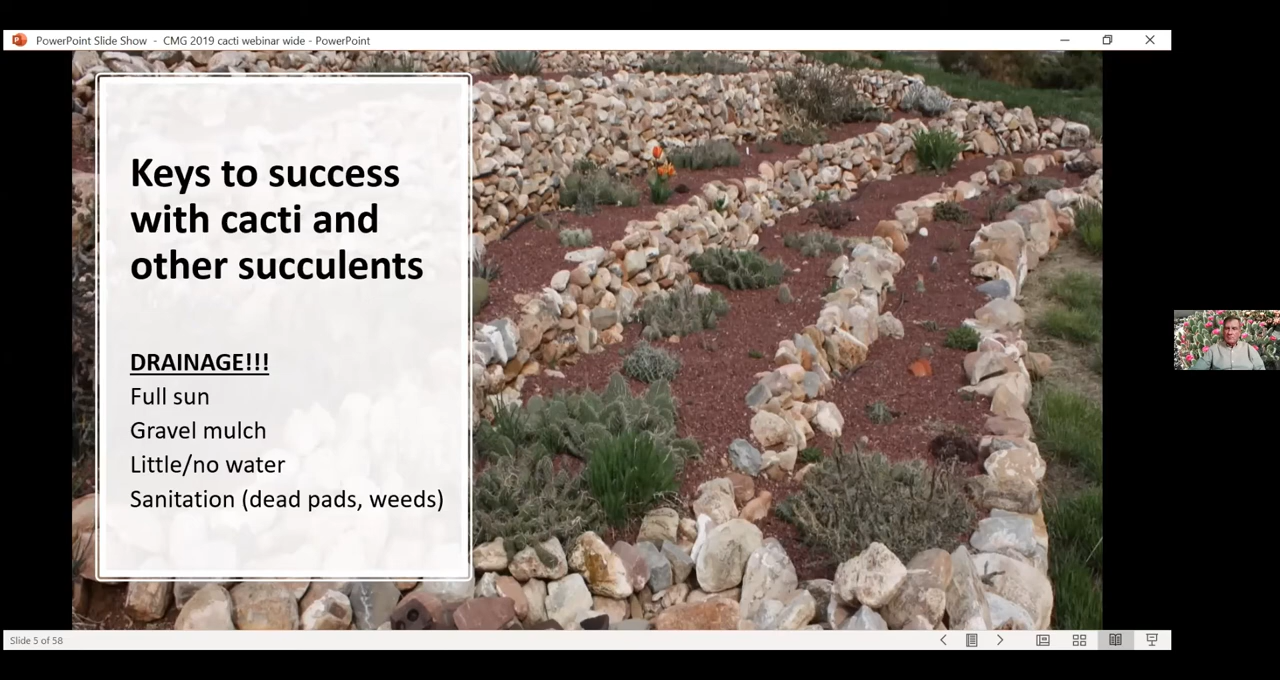 PowerPoint Slide Show - CMG 2019 cacti webinar wide - PowerPoint
Keys to success
with cacti and
other succulents
DRAINAGE!!!
Full sun
Gravel mulch
Little/no water
Sanitation (dead pads, weeds)
Slide 5 of 58